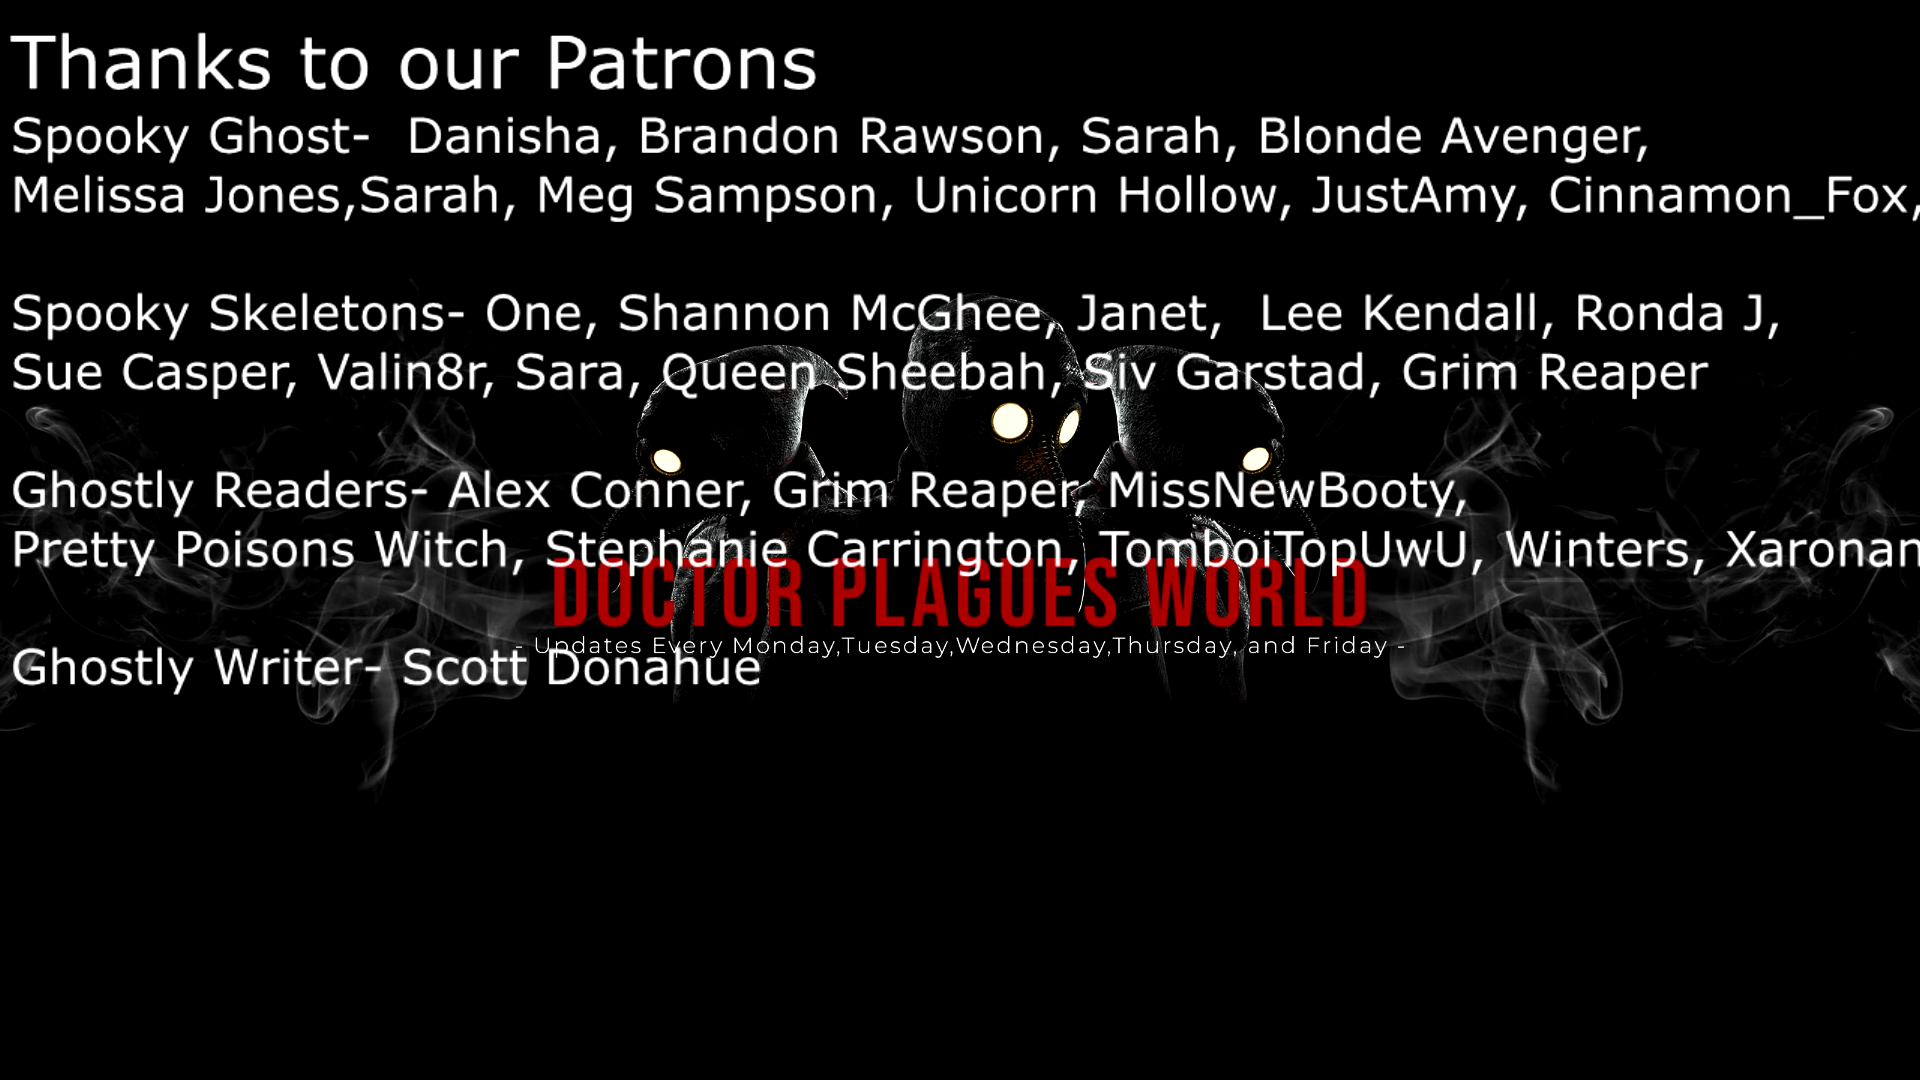 Thanks to our Patrons
Spooky Ghost-  Danisha, Brandon Rawson, Sarah, Blonde Avenger,
Melissa Jones,Sarah, Meg Sampson, Unicorn Hollow, JustAmy, Cinnamon_Fox,
Spooky Skeletons- One, Shannon McGhee, Janet,  Lee Kendall, Ronda J,
Sue Casper, Valin8r, Sara, Queen Sheebah, Siv Garstad, Grim Reaper
Ghostly Readers- Alex Conner, Grim Reaper, MissNewBooty,
Pretty Poisons Witch, Stephanie Carrington, TomboiTopUwU, Winters, Xaronan
DOCTOR PLAGUES WORLD
- Updates Every Monday,Tuesday,Wednesday,Thursday, and Friday -
Ghostly Writer- Scott Donahue